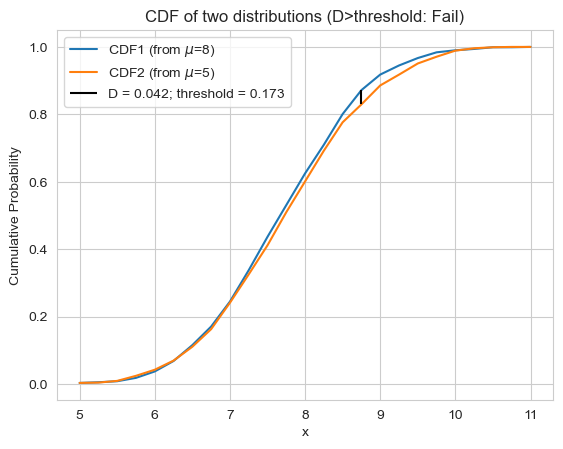 CDF of two distributions (D>threshold: Fail)
CDF1 (from μ=8)
CDF2 (from μ=5)
D = 0.042; threshold = 0.173
Cumulative Probability
1.0
0.8
0.6
0.4
0.2
0.0
5 6 7 8 9 10 11
x